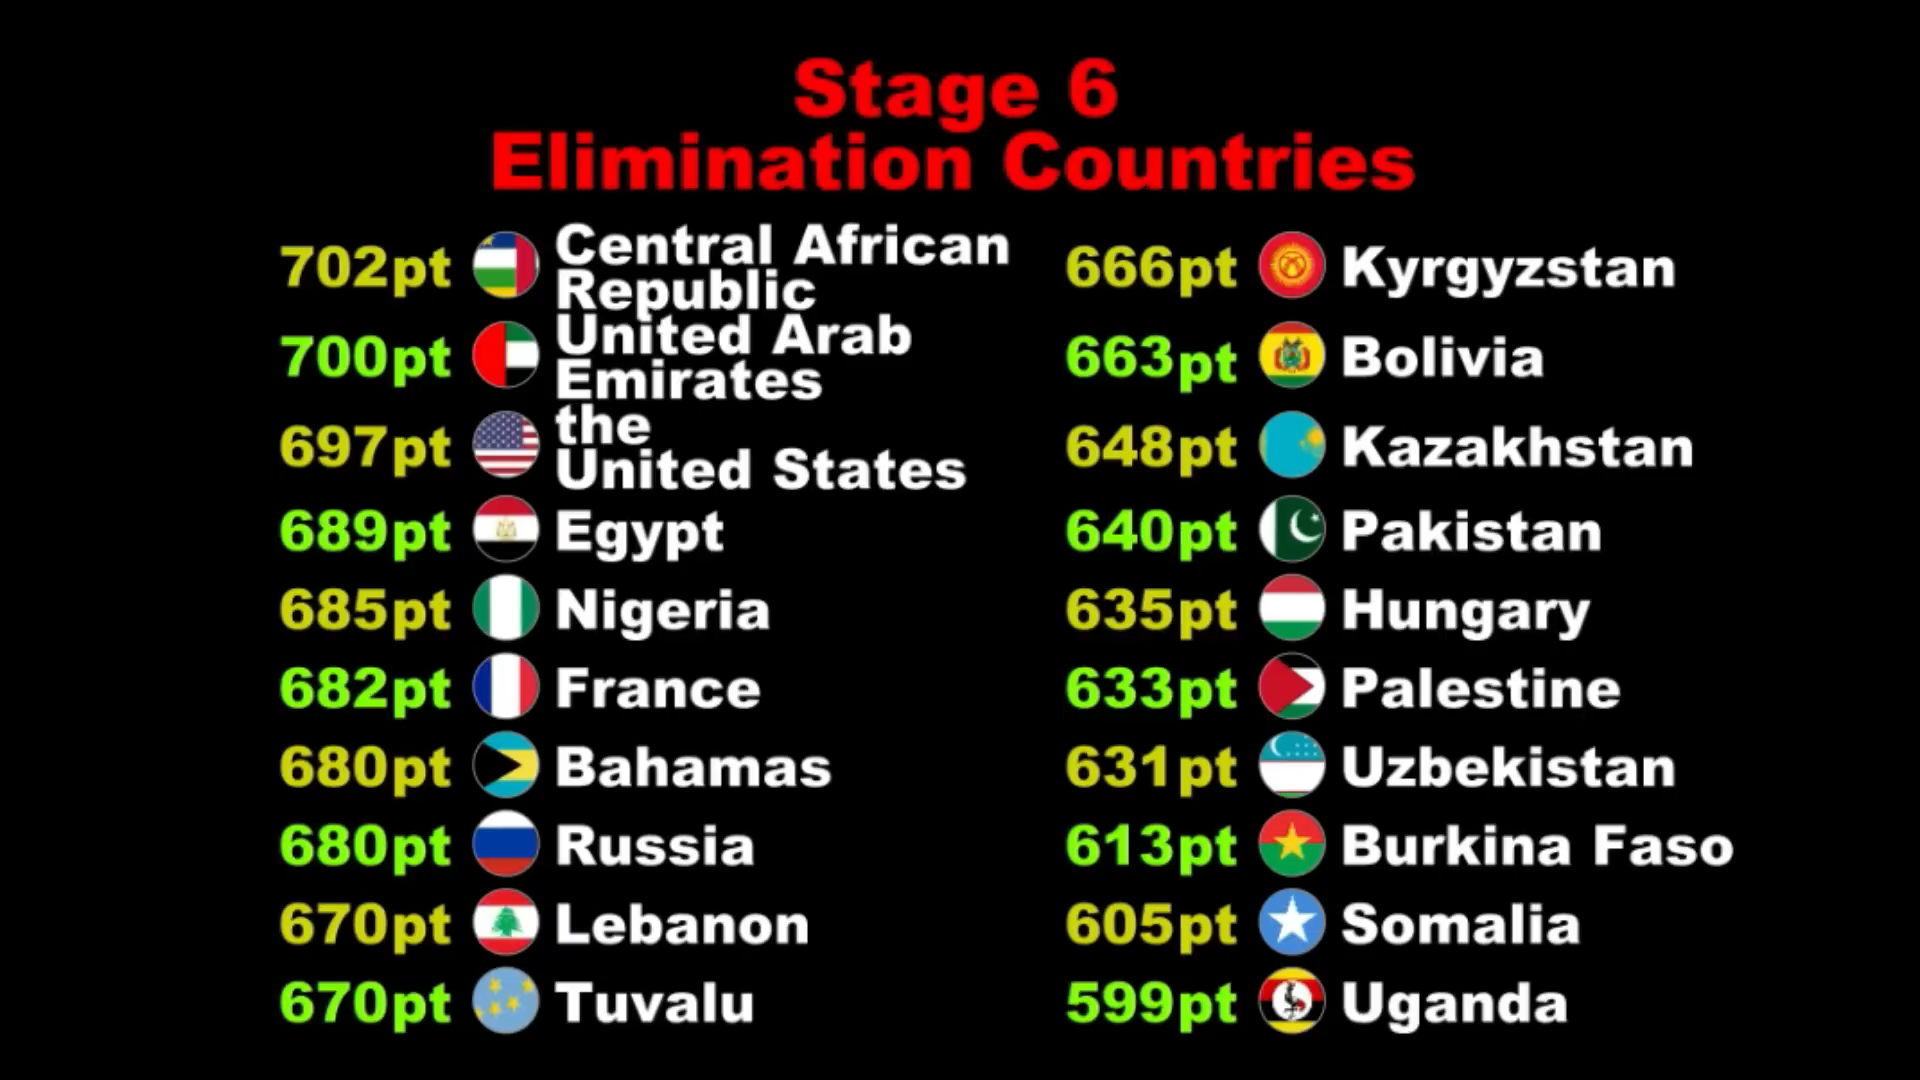 Stage 6
Elimination Countries
702pt Central African
Republic
700pt United Arab
Emirates
697pt the
United States
689pt Egypt
685pt Nigeria
682pt France
680pt Bahamas
680pt Russia
670pt Lebanon
670pt Tuvalu
666pt Kyrgyzstan
663pt Bolivia
648pt Kazakhstan
640pt Pakistan
635pt Hungary
633pt Palestine
631pt Uzbekistan
613pt Burkina Faso
605pt Somalia
599pt Uganda